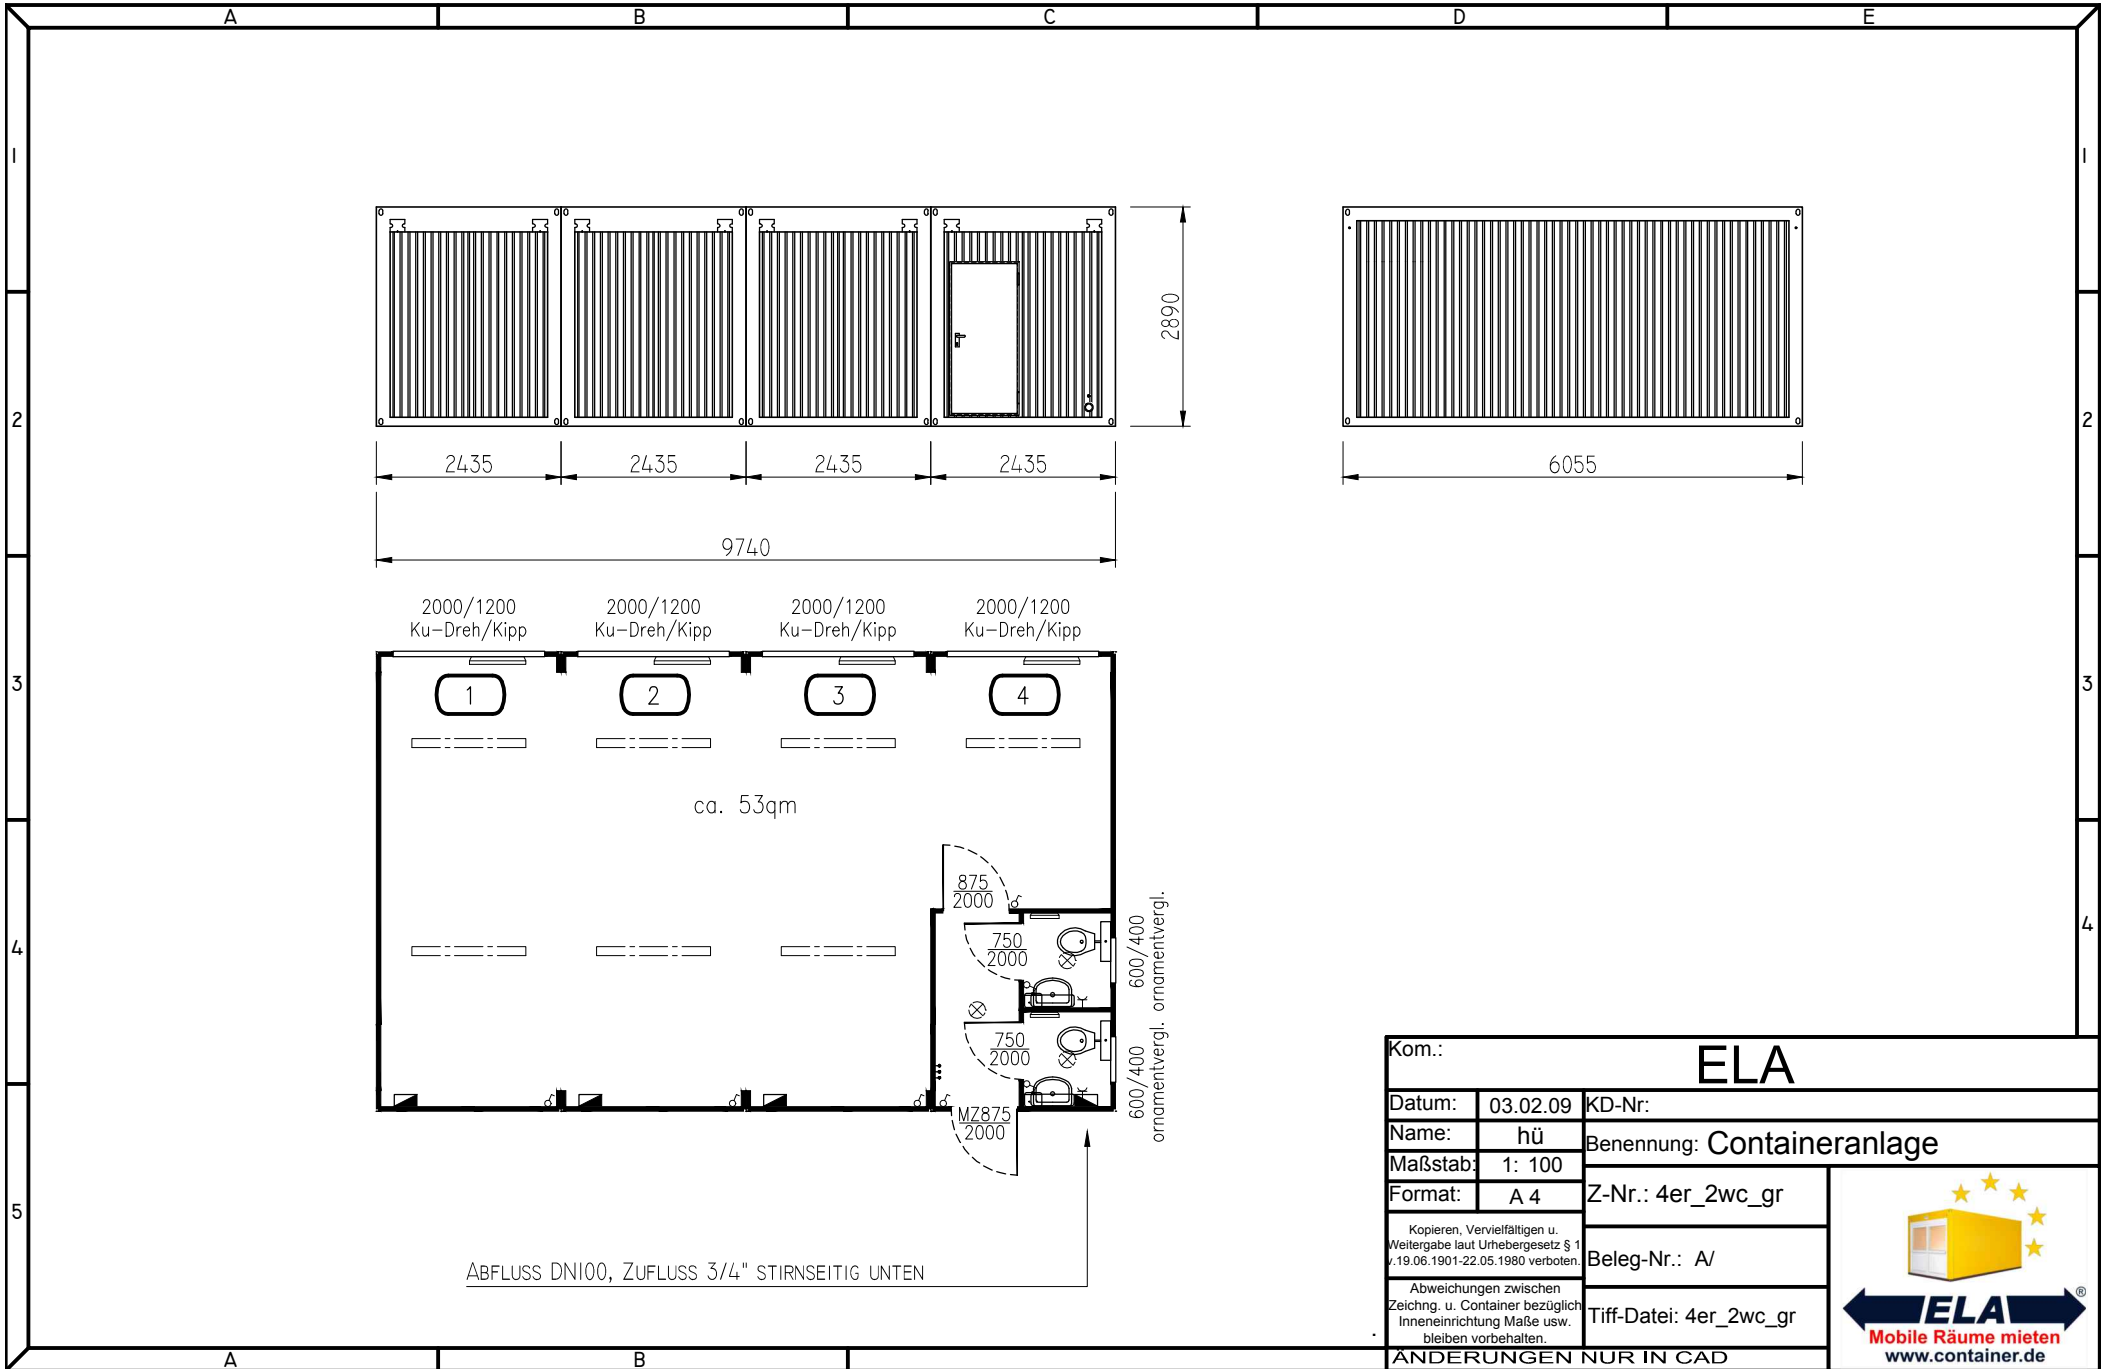 A B C D E
1 1
2890
2 2
2435 2435 2435 2435
6055
9740
2000/1200 2000/1200 2000/1200 2000/1200
Ku-Dreh/Kipp Ku-Dreh/Kipp Ku-Dreh/Kipp Ku-Dreh/Kipp
3 3
1 2 3 4
ca. 53qm
875
2000
4 4
750
2000
600/400
ornamentvergl.
750
2000
600/400
ornamentvergl.
MZ875
2000
5
ABFLUSS DN100, ZUFLUSS 3/4" STIRNSEITIG UNTEN
Kom.: ELA
Datum: 03.02.09 KD-Nr:
Name: hü
Benennung: Containeranlage
Maßstab: 1: 100
Format: A 4
Z-Nr.: 4er_2wc_gr
Kopieren, Vervielfältigen u.
Weitergabe laut Urhebergesetz § 1
v.19.06.1901-22.05.1980 verboten.
Beleg-Nr.: A/
Abweichungen zwischen
Zeichng. u. Container bezüglich
Inneneinrichtung Maße usw.
bleiben vorbehalten.
Tiff-Datei: 4er_2wc_gr
ÄNDERUNGEN NUR IN CAD
ELA ®
Mobile Räume mieten
www.container.de
A B